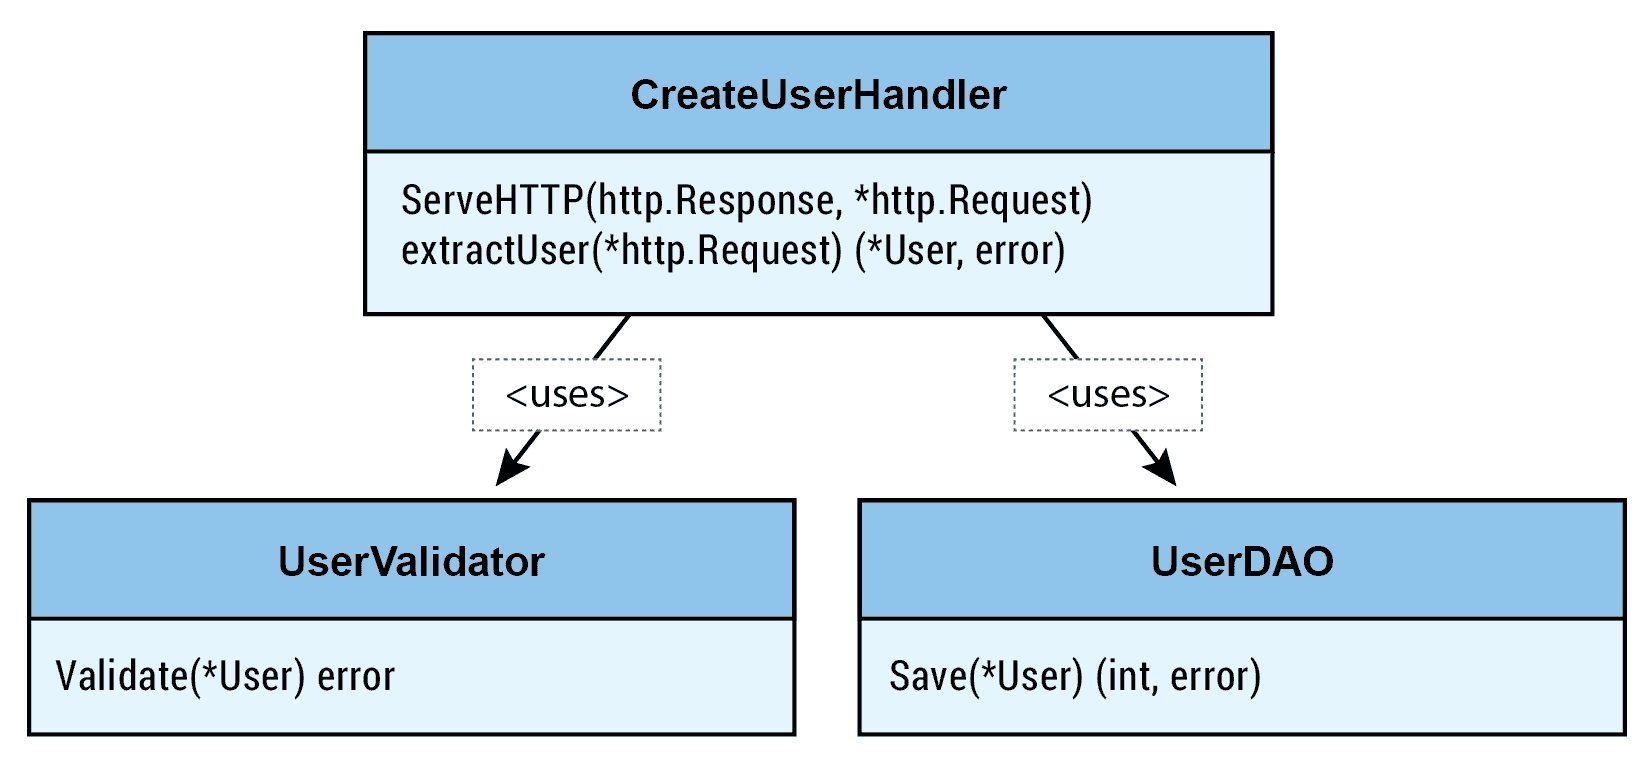 CreateUserHandler
ServeHTTP(http.Response, *http.Request)
extractUser(*http.Request) (*User, error)
<uses>
<uses>
UserValidator
Validate(*User) error
UserDAO
Save(*User) (int, error)